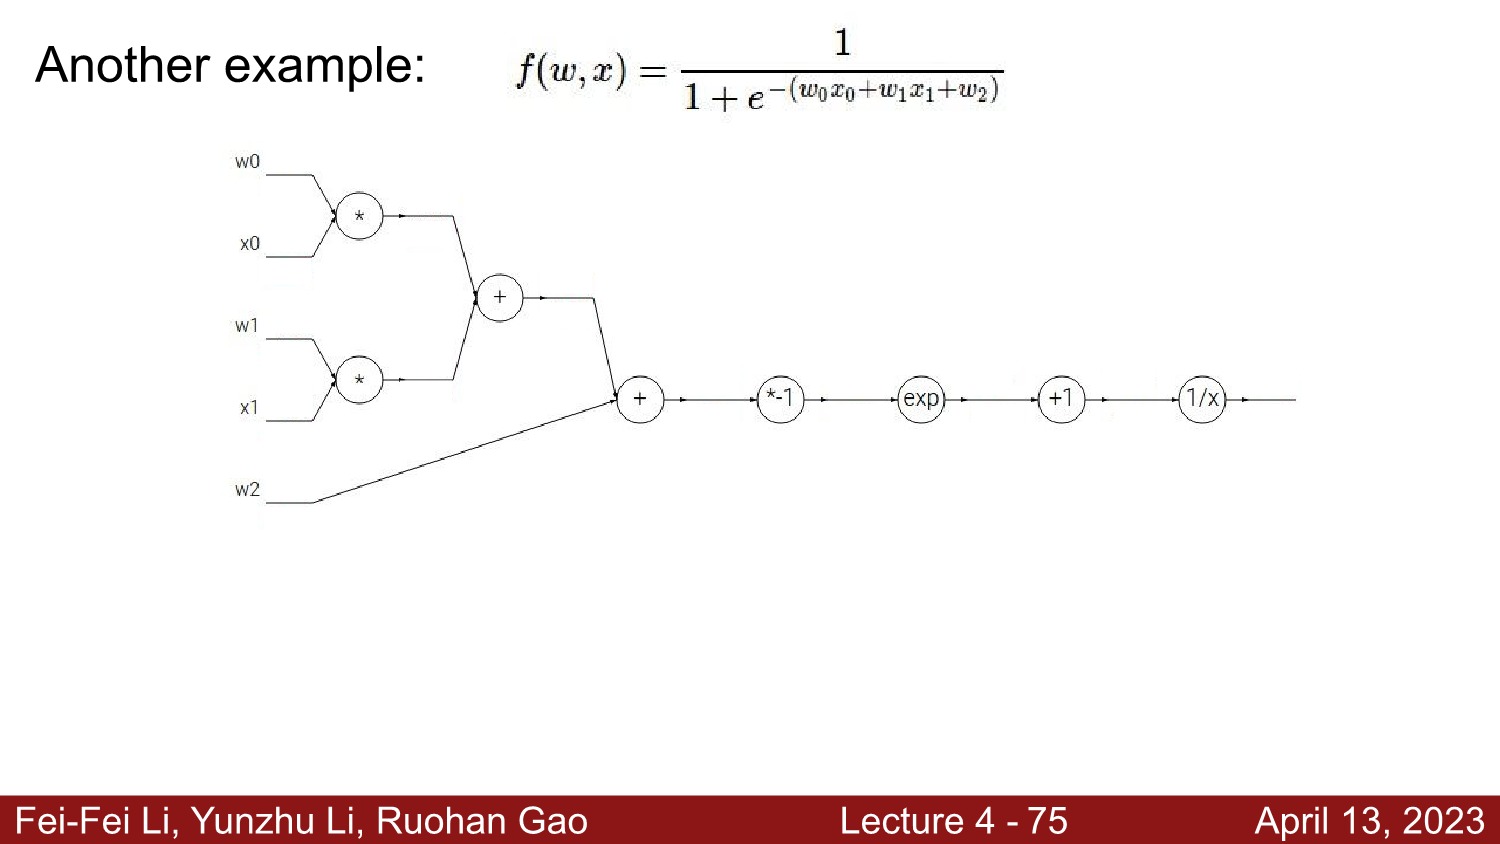 Another example:
f(w, x) = 1 / (1 + e^{-(w_0x_0+w_1x_1+w_2)})
w0
*
x0
+
w1
*
x1
+
*-1
exp
+1
1/x
w2
Fei-Fei Li, Yunzhu Li, Ruohan Gao
Lecture 4 - 75
April 13, 2023